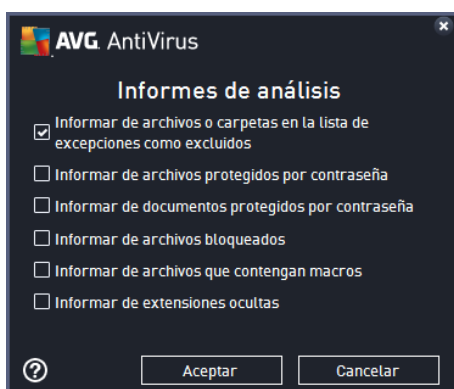 AVG. AntiVirus
Informes de análisis
Informar de archivos o carpetas en la lista de
excepciones como excluidos
Informar de archivos protegidos por contraseña
Informar de documentos protegidos por contraseña
Informar de archivos bloqueados
Informar de archivos que contengan macros
Informar de extensiones ocultas
?
Aceptar
Cancelar